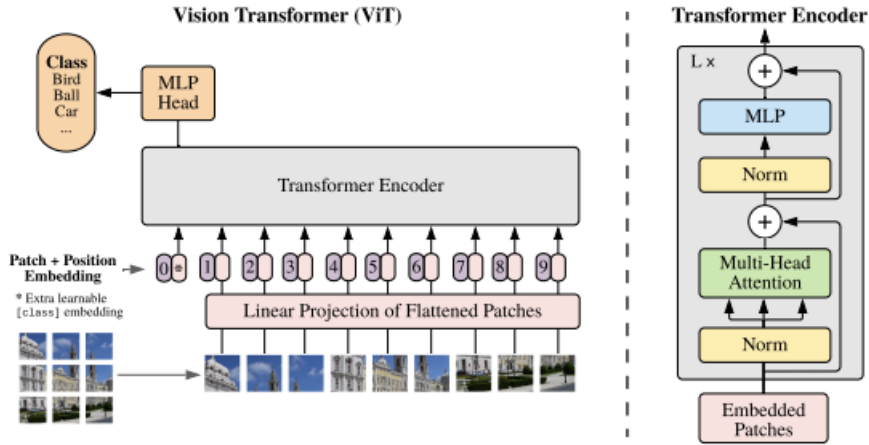 Vision Transformer (ViT)
Class
Bird
Ball
Car
...
MLP
Head
Transformer Encoder
Patch + Position
Embedding
0 * 1 2 3 4 5 6 7 8 9
* Extra learnable
[class] embedding
Linear Projection of Flattened Patches
Transformer Encoder
L ×
+
MLP
Norm
+
Multi-Head
Attention
Norm
Embedded
Patches